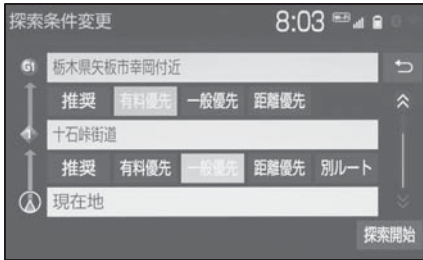 探索条件変更 8:03
G1 栃木県矢板市幸岡付近
推奨 有料優先 一般優先 距離優先
1 十石峠街道
推奨 有料優先 一般優先 距離優先 別ルート
現在地
探索開始